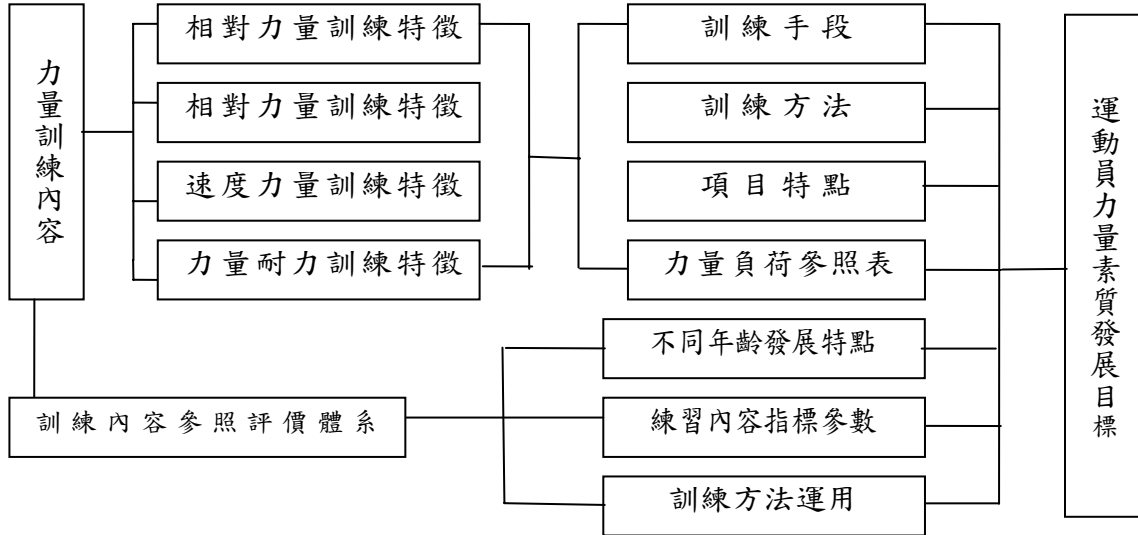 力量訓練內容
相對力量訓練特徵
相對力量訓練特徵
速度力量訓練特徵
力量耐力訓練特徵
訓練手段
訓練方法
項目特點
力量負荷參照表
訓練內容參照評價體系
不同年齡發展特點
練習內容指標參數
訓練方法運用
運動員力量素質發展目標